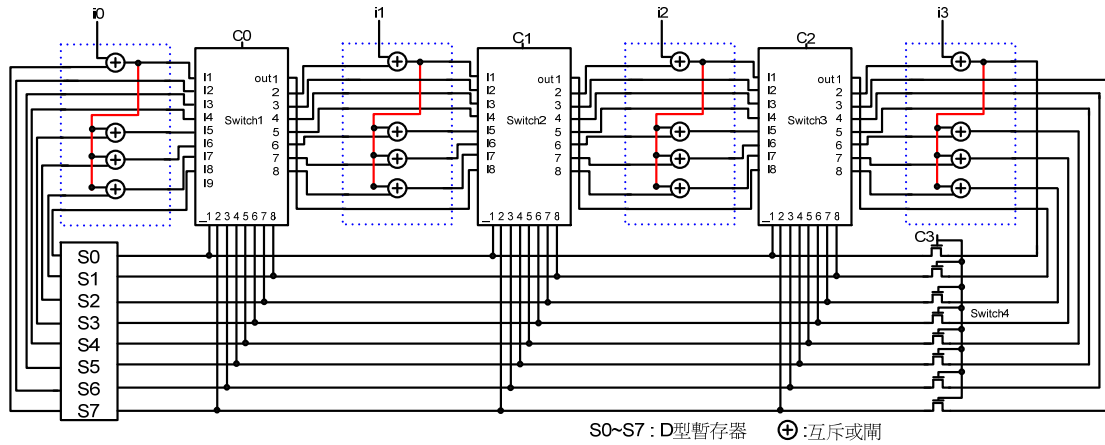 i0
i1
i2
i3
C0
C1
C2
I1
I2
I3
I4
I5
I6
I7
I8
I9
Switch1
out1
2
3
4
5
6
7
8
_1 2 3 4 5 6 7 8
I1
I2
I3
I4
I5
I6
I7
I8
Switch2
out1
2
3
4
5
6
7
8
_1 2 3 4 5 6 7 8
I1
I2
I3
I4
I5
I6
I7
I8
Switch3
out1
2
3
4
5
6
7
8
_1 2 3 4 5 6 7 8
C3
Switch4
S0
S1
S2
S3
S4
S5
S6
S7
S0~S7 : D型暫存器
:互斥或閘